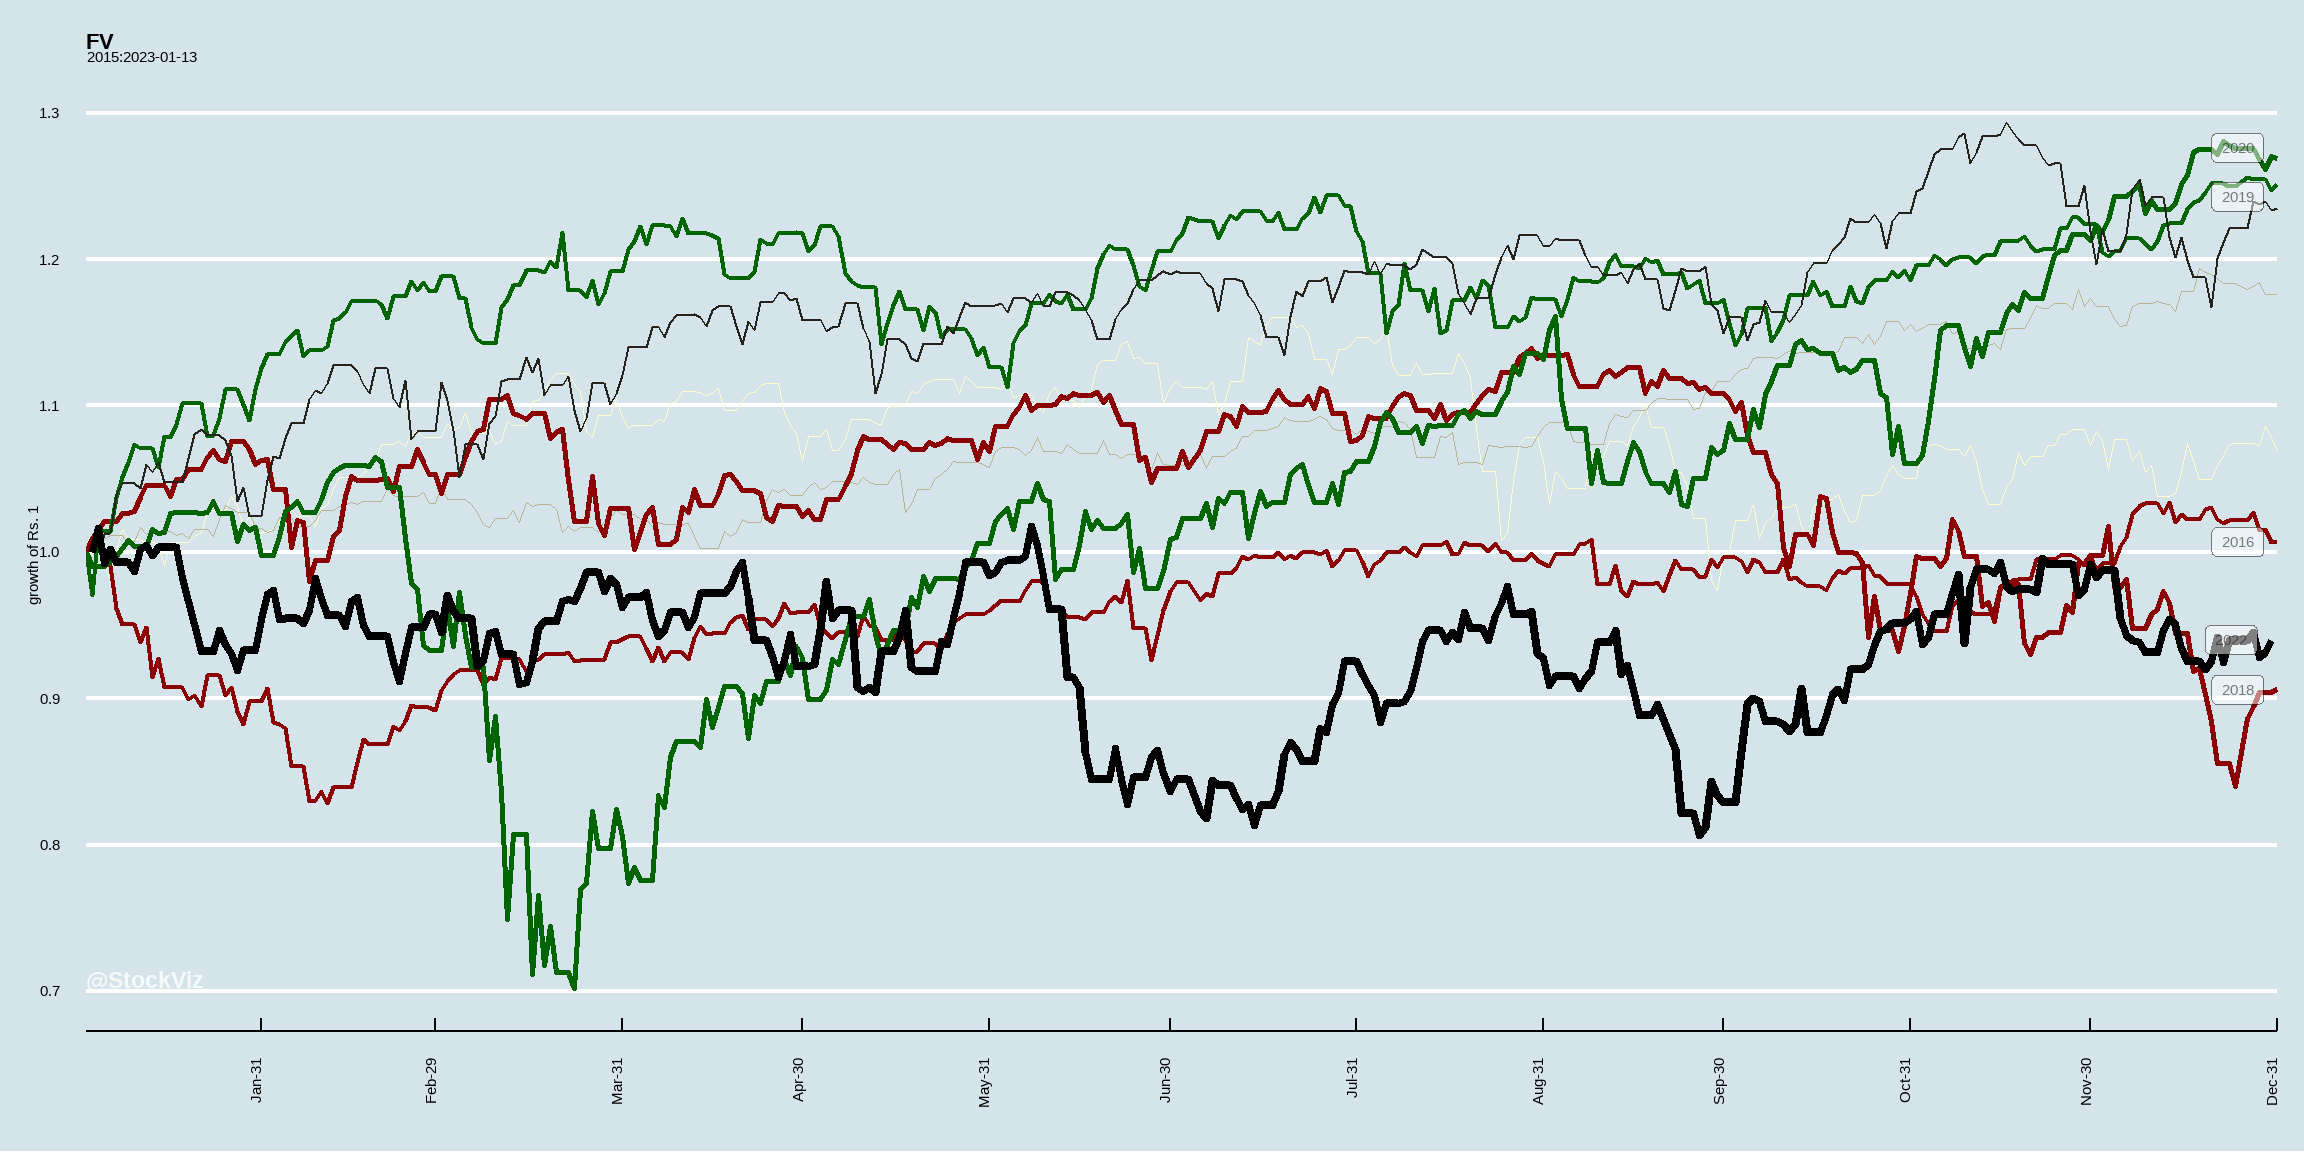 FV
2015:2023-01-13
growth of Rs. 1
1.3
1.2
1.1
1.0
0.9
0.8
0.7
2020
2019
2016
2022
2018
@StockViz
Jan-31
Feb-29
Mar-31
Apr-30
May-31
Jun-30
Jul-31
Aug-31
Sep-30
Oct-31
Nov-30
Dec-31